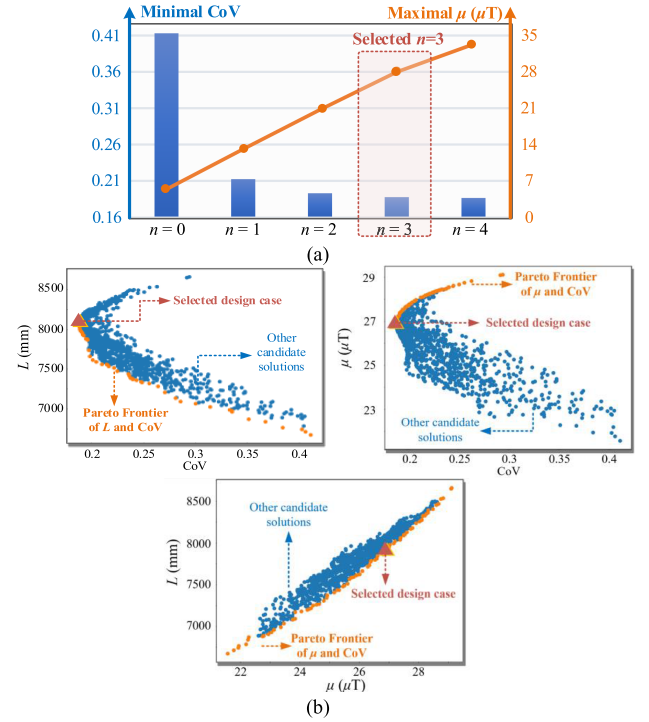 Minimal CoV
Maximal μ (μT)
Selected n=3
0.41
0.36
0.31
0.26
0.21
0.16
35
28
21
14
7
0
n = 0
n = 1
n = 2
n = 3
n = 4
(a)
8500
8000
7500
7000
L (mm)
Selected design case
Other
candidate
solutions
Pareto Frontier
of L and CoV
0.2
0.25
0.3
0.35
0.4
CoV
29
27
25
23
μ (μT)
Pareto Frontier
of μ and CoV
Selected design case
Other candidate
solutions
0.2
0.25
0.3
0.35
0.4
CoV
8500
8000
7500
7000
L (mm)
Other candidate
solutions
Selected design case
Pareto Frontier
of μ and CoV
22
24
26
28
μ (μT)
(b)